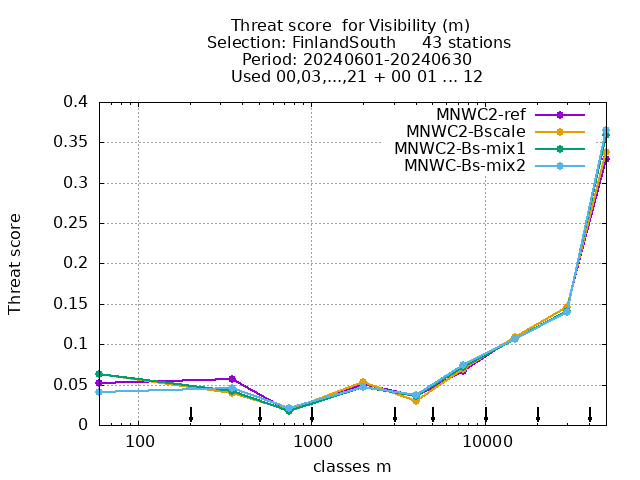 Threat score  for Visibility (m)
Selection: FinlandSouth     43 stations
Period: 20240601-20240630
Used 00,03,...,21 + 00 01 ... 12
MNWC2-ref
MNWC2-Bscale
MNWC2-Bs-mix1
MNWC-Bs-mix2
Threat score
0.4
0.35
0.3
0.25
0.2
0.15
0.1
0.05
0
100
1000
10000
classes m